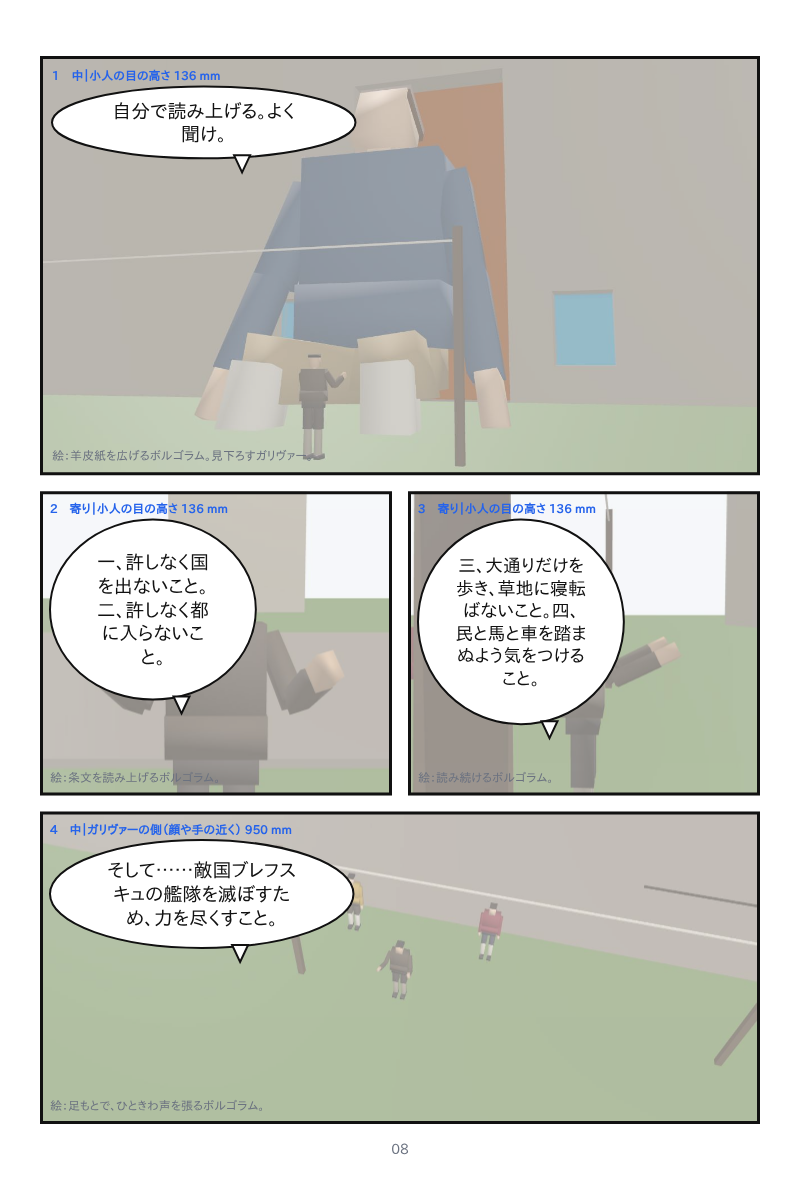 1 中|小人の目の高さ 136 mm
自分で読み上げる。よく
聞け。
絵:羊皮紙を広げるボルゴラム。見下ろすガリヴァー。
2 寄り|小人の目の高さ 136 mm
一、許しなく国
を出ないこと。
二、許しなく都
に入らないこ
と。
絵:条文を読み上げるボルゴラム。
3 寄り|小人の目の高さ 136 mm
三、大通りだけを
歩き、草地に寝転
ばないこと。四、
民と馬と車を踏ま
ぬよう気をつける
こと。
絵:読み続けるボルゴラム。
4 中|ガリヴァーの側(顔や手の近く) 950 mm
そして……敵国ブレフス
キュの艦隊を滅ぼすた
め、力を尽くすこと。
絵:足もとで、ひときわ声を張るボルゴラム。
08